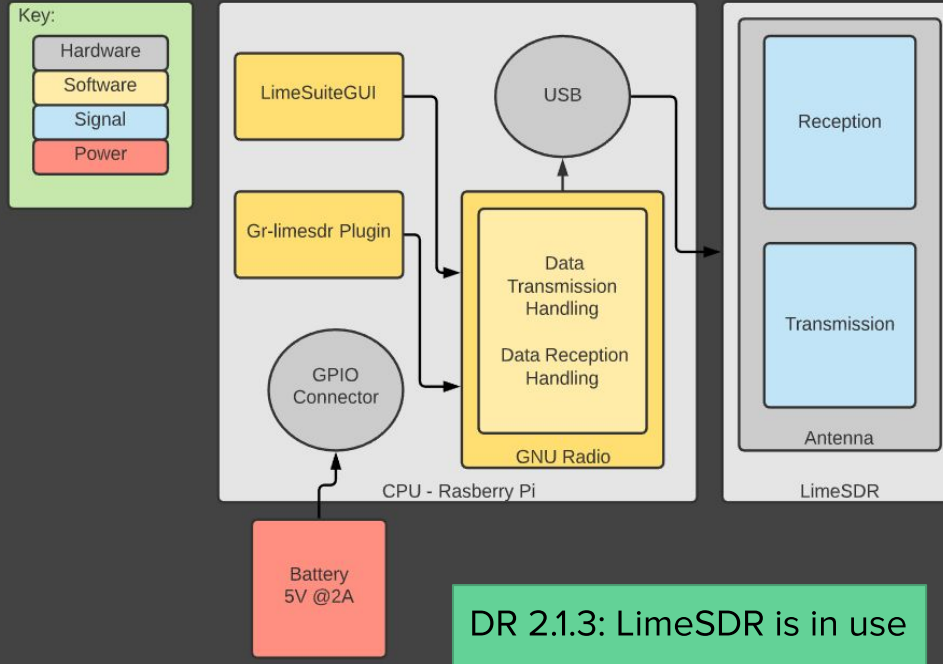 Key:
Hardware
Software
Signal
Power
LimeSuiteGUI
Gr-limesdr Plugin
GPIO
Connector
USB
Data
Transmission
Handling
Data Reception
Handling
GNU Radio
CPU - Rasberry Pi
Reception
Transmission
Antenna
LimeSDR
Battery
5V @2A
DR 2.1.3: LimeSDR is in use